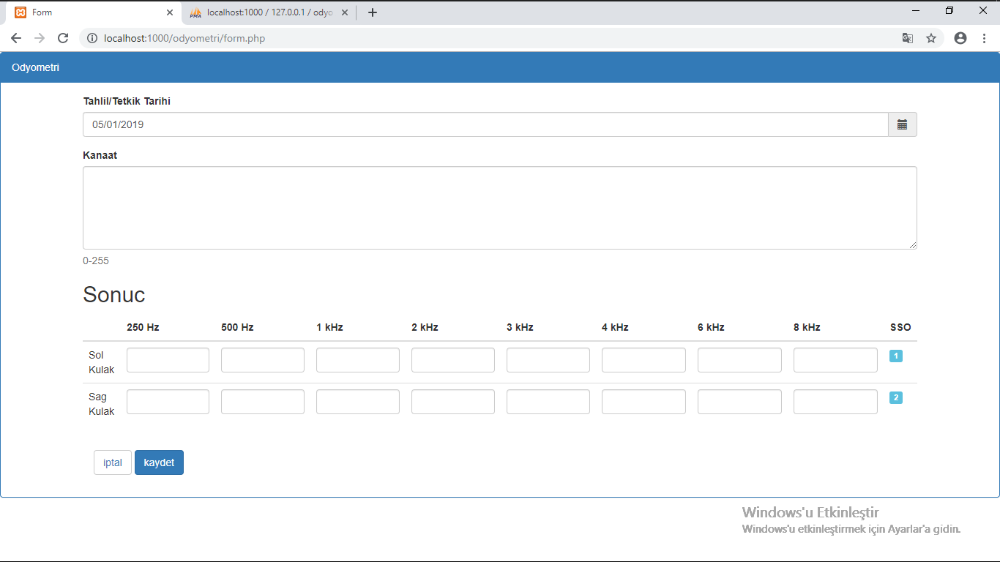 Form
localhost:1000 / 127.0.0.1 / odyo
localhost:1000/odyometri/form.php
Odyometri
Tahlil/Tetkik Tarihi
05/01/2019
Kanaat
0-255
Sonuc
250 Hz 500 Hz 1 kHz 2 kHz 3 kHz 4 kHz 6 kHz 8 kHz SSO
Sol
Kulak
1
Sag
Kulak
2
iptal kaydet
Windows'u Etkinleştir
Windows'u etkinleştirmek için Ayarlar'a gidin.